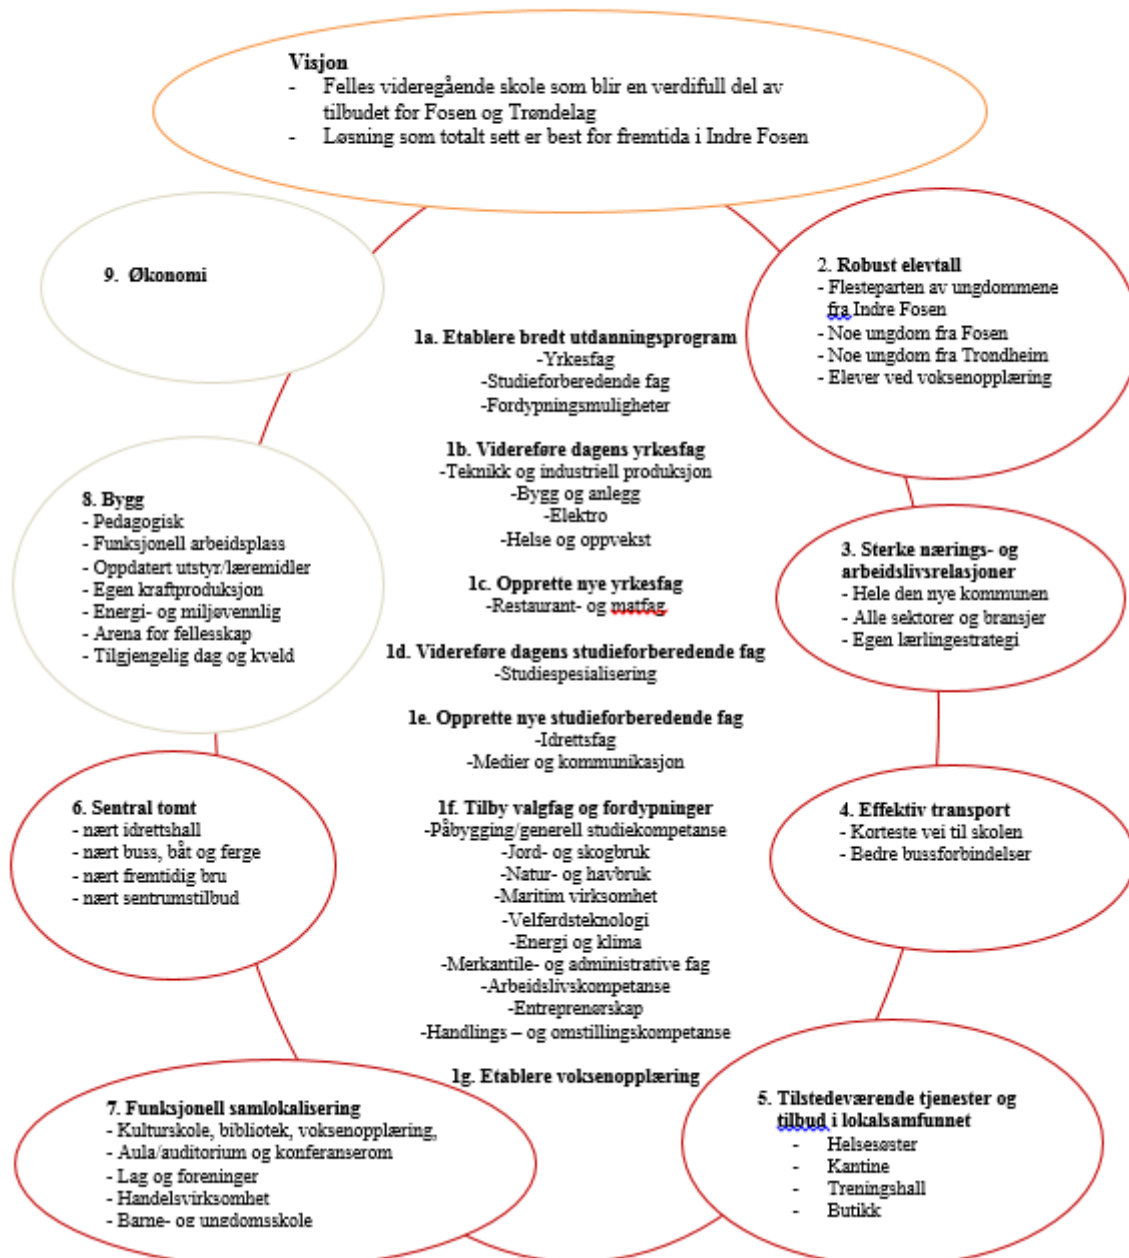 Visjon
- Felles videregående skole som blir en verdifull del av
tilbudet for Fosen og Trøndelag
- Løsning som totalt sett er best for fremtida i Indre Fosen
9. Økonomi
2. Robust elevtall
- Flesteparten av ungdommene
fra Indre Fosen
- Noe ungdom fra Fosen
- Noe ungdom fra Trondheim
- Elever ved voksenopplæring
1a. Etablere bredt utdanningsprogram
-Yrkesfag
-Studieforberedende fag
-Fordypningsmuligheter
1b. Videreføre dagens yrkesfag
-Teknikk og industriell produksjon
-Bygg og anlegg
-Elektro
- Helse og oppvekst
1c. Opprette nye yrkesfag
-Restaurant- og matfag
1d. Videreføre dagens studieforberedende fag
-Studiespesialisering
1e. Opprette nye studieforberedende fag
-Idrettsfag
- Medier og kommunikasjon
1f. Tilby valgfag og fordypninger
-Påbygging/generell studiekompetanse
-Jord- og skogbruk
-Natur- og havbruk
-Maritim virksomhet
-Velferdsteknologi
-Energi og klima
-Merkantile- og administrative fag
-Arbeidslivskompetanse
-Entreprenørskap
-Handlings – og omstillingskompetanse
1g. Etablere voksenopplæring
8. Bygg
- Pedagogisk
- Funksjonell arbeidsplass
- Oppdatert utstyr/læremidler
- Egen kraftproduksjon
- Energi- og miljøvennlig
- Arena for fellesskap
- Tilgjengelig dag og kveld
3. Sterke nærings- og
arbeidslivsrelasjoner
- Hele den nye kommunen
- Alle sektorer og bransjer
- Egen lærlingestrategi
6. Sentral tomt
- nært idrettshall
- nært buss, båt og ferge
- nært fremtidig bru
- nært sentrumstilbud
4. Effektiv transport
- Korteste vei til skolen
- Bedre bussforbindelser
7. Funksjonell samlokalisering
- Kulturskole, bibliotek, voksenopplæring,
- Aula/auditorium og konferanserom
- Lag og foreninger
- Handelsvirksomhet
- Barne- og ungdomsskole
5. Tilstedeværende tjenester og
tilbud i lokalsamfunnet
- Helsesøster
- Kantine
- Treningshall
- Butikk